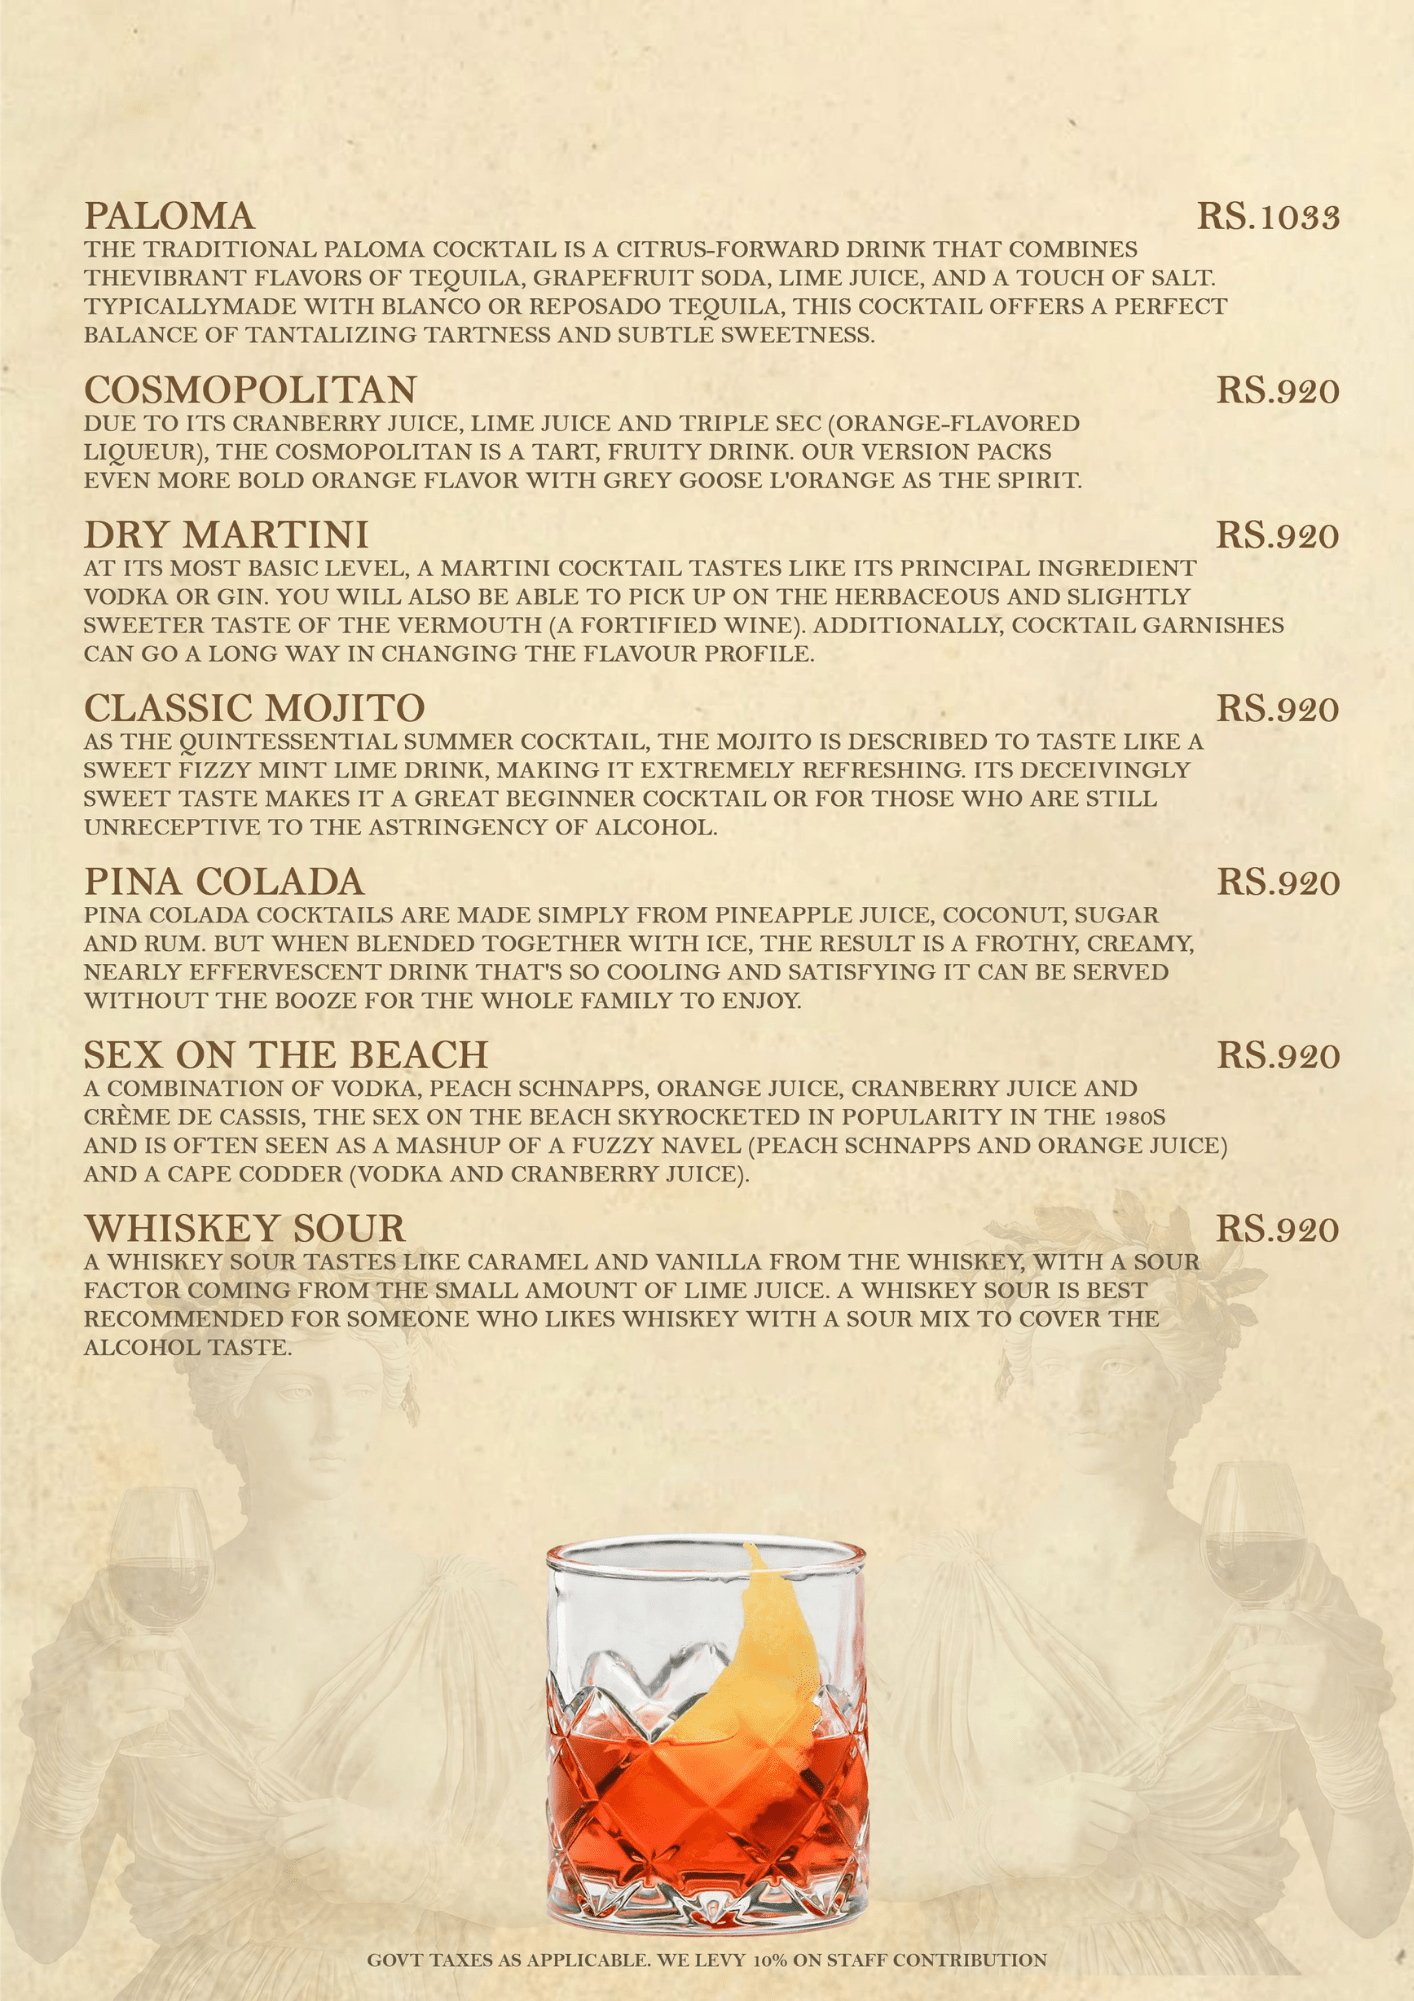 PALOMA RS.1033
THE TRADITIONAL PALOMA COCKTAIL IS A CITRUS-FORWARD DRINK THAT COMBINES
THEVIBRANT FLAVORS OF TEQUILA, GRAPEFRUIT SODA, LIME JUICE, AND A TOUCH OF SALT.
TYPICALLYMADE WITH BLANCO OR REPOSADO TEQUILA, THIS COCKTAIL OFFERS A PERFECT
BALANCE OF TANTALIZING TARTNESS AND SUBTLE SWEETNESS.
COSMOPOLITAN RS.920
DUE TO ITS CRANBERRY JUICE, LIME JUICE AND TRIPLE SEC (ORANGE-FLAVORED
LIQUEUR), THE COSMOPOLITAN IS A TART, FRUITY DRINK. OUR VERSION PACKS
EVEN MORE BOLD ORANGE FLAVOR WITH GREY GOOSE L'ORANGE AS THE SPIRIT.
DRY MARTINI RS.920
AT ITS MOST BASIC LEVEL, A MARTINI COCKTAIL TASTES LIKE ITS PRINCIPAL INGREDIENT
VODKA OR GIN. YOU WILL ALSO BE ABLE TO PICK UP ON THE HERBACEOUS AND SLIGHTLY
SWEETER TASTE OF THE VERMOUTH (A FORTIFIED WINE). ADDITIONALLY, COCKTAIL GARNISHES
CAN GO A LONG WAY IN CHANGING THE FLAVOUR PROFILE.
CLASSIC MOJITO RS.920
AS THE QUINTESSENTIAL SUMMER COCKTAIL, THE MOJITO IS DESCRIBED TO TASTE LIKE A
SWEET FIZZY MINT LIME DRINK, MAKING IT EXTREMELY REFRESHING. ITS DECEIVINGLY
SWEET TASTE MAKES IT A GREAT BEGINNER COCKTAIL OR FOR THOSE WHO ARE STILL
UNRECEPTIVE TO THE ASTRINGENCY OF ALCOHOL.
PINA COLADA RS.920
PINA COLADA COCKTAILS ARE MADE SIMPLY FROM PINEAPPLE JUICE, COCONUT, SUGAR
AND RUM. BUT WHEN BLENDED TOGETHER WITH ICE, THE RESULT IS A FROTHY, CREAMY,
NEARLY EFFERVESCENT DRINK THAT'S SO COOLING AND SATISFYING IT CAN BE SERVED
WITHOUT THE BOOZE FOR THE WHOLE FAMILY TO ENJOY.
SEX ON THE BEACH RS.920
A COMBINATION OF VODKA, PEACH SCHNAPPS, ORANGE JUICE, CRANBERRY JUICE AND
CRÈME DE CASSIS, THE SEX ON THE BEACH SKYROCKETED IN POPULARITY IN THE 1980S
AND IS OFTEN SEEN AS A MASHUP OF A FUZZY NAVEL (PEACH SCHNAPPS AND ORANGE JUICE)
AND A CAPE CODDER (VODKA AND CRANBERRY JUICE).
WHISKEY SOUR RS.920
A WHISKEY SOUR TASTES LIKE CARAMEL AND VANILLA FROM THE WHISKEY, WITH A SOUR
FACTOR COMING FROM THE SMALL AMOUNT OF LIME JUICE. A WHISKEY SOUR IS BEST
RECOMMENDED FOR SOMEONE WHO LIKES WHISKEY WITH A SOUR MIX TO COVER THE
ALCOHOL TASTE.
GOVT TAXES AS APPLICABLE. WE LEVY 10% ON STAFF CONTRIBUTION